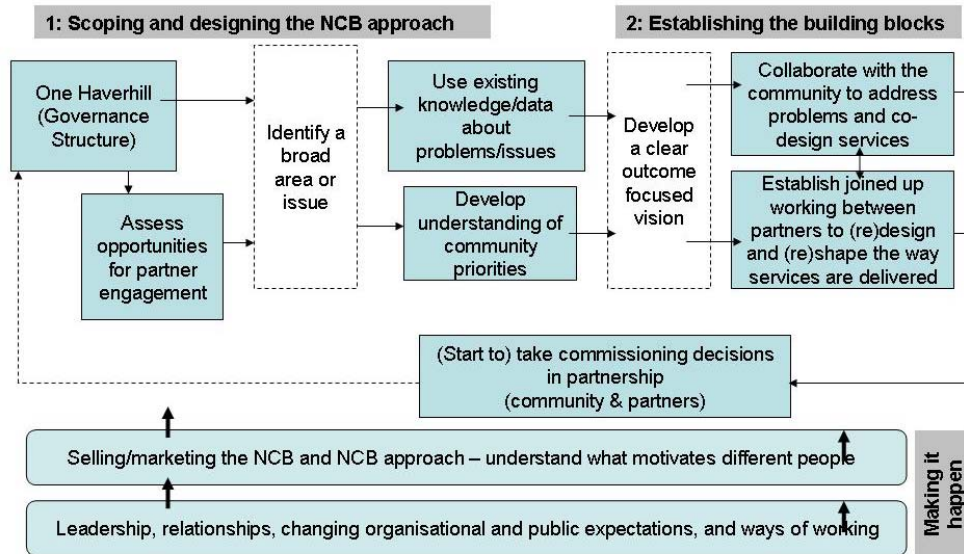 1: Scoping and designing the NCB approach
2: Establishing the building blocks
One Haverhill
(Governance
Structure)
Assess
opportunities
for partner
engagement
Identify a
broad
area or
issue
Use existing
knowledge/data
about
problems/issues
Develop
understanding of
community
priorities
Develop
a clear
outcome
focused
vision
Collaborate with the
community to address
problems and co-
design services
Establish joined up
working between
partners to (re)design
and (re)shape the way
services are delivered
(Start to) take commissioning decisions
in partnership
(community & partners)
Selling/marketing the NCB and NCB approach – understand what motivates different people
Leadership, relationships, changing organisational and public expectations, and ways of working
Making it
happen